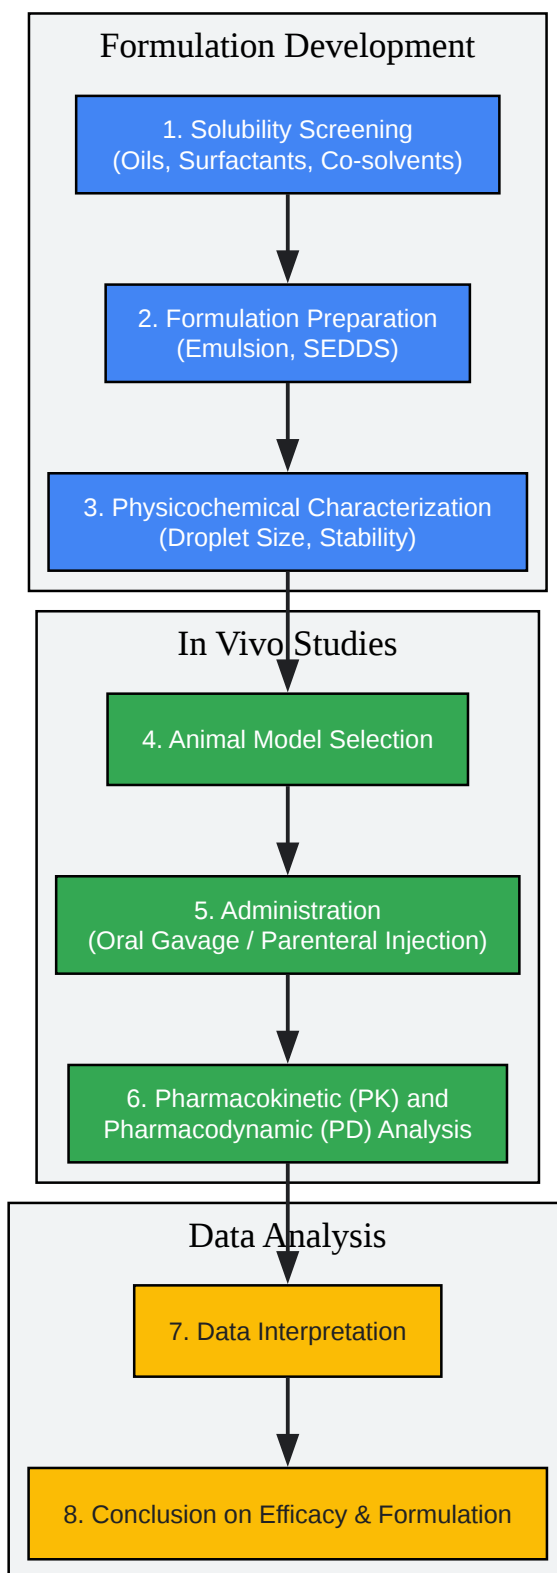 Formulation Development
1. Solubility Screening
(Oils, Surfactants, Co-solvents)
2. Formulation Preparation
(Emulsion, SEDDS)
3. Physicochemical Characterization
(Droplet Size, Stability)
In Vivo Studies
4. Animal Model Selection
5. Administration
(Oral Gavage / Parenteral Injection)
6. Pharmacokinetic (PK) and
Pharmacodynamic (PD) Analysis
Data Analysis
7. Data Interpretation
8. Conclusion on Efficacy & Formulation